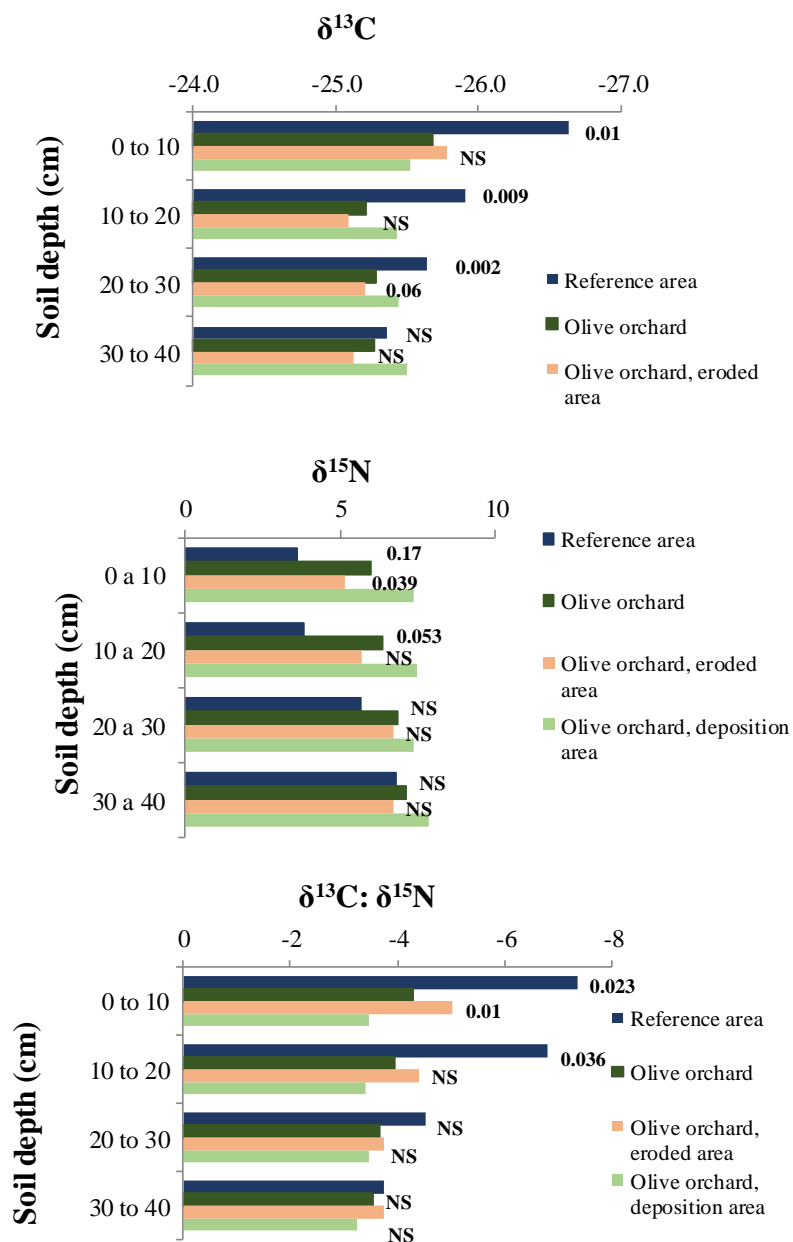 δ¹³C
-24.0 -25.0 -26.0 -27.0
Soil depth (cm)
0 to 10
0.01
NS
10 to 20
0.009
NS
20 to 30
0.002
0.06
30 to 40
NS
NS
Reference area
Olive orchard
Olive orchard, eroded
area
δ¹⁵N
0 5 10
Soil depth (cm)
0 a 10
0.17
0.039
10 a 20
0.053
NS
20 a 30
NS
NS
30 a 40
NS
NS
Reference area
Olive orchard
Olive orchard, eroded
area
Olive orchard, deposition
area
δ¹³C: δ¹⁵N
0 -2 -4 -6 -8
Soil depth (cm)
0 to 10
0.023
0.01
10 to 20
0.036
NS
20 to 30
NS
NS
30 to 40
NS
NS
Reference area
Olive orchard
Olive orchard,
eroded area
Olive orchard,
deposition area